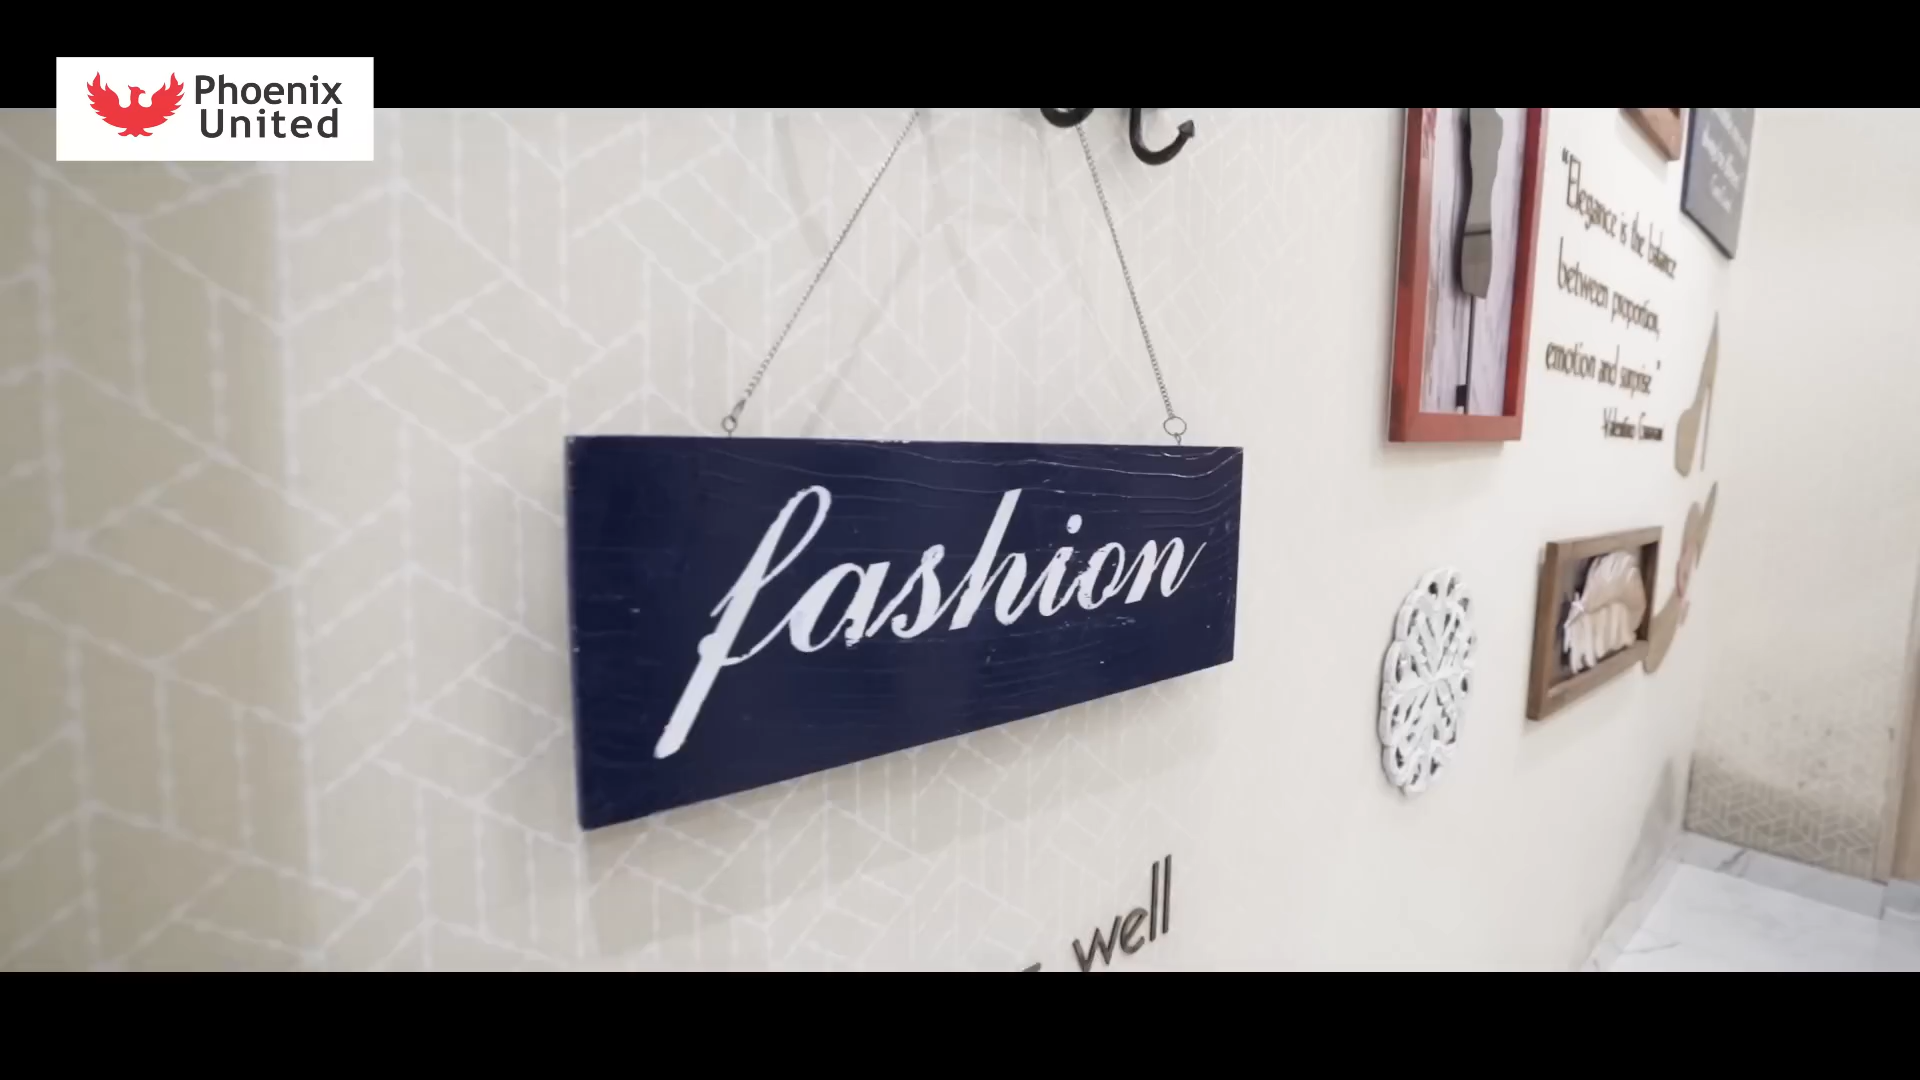 Phoenix
United
"Elegance is the balance
between proportion,
emotion and surprise."
fashion
well